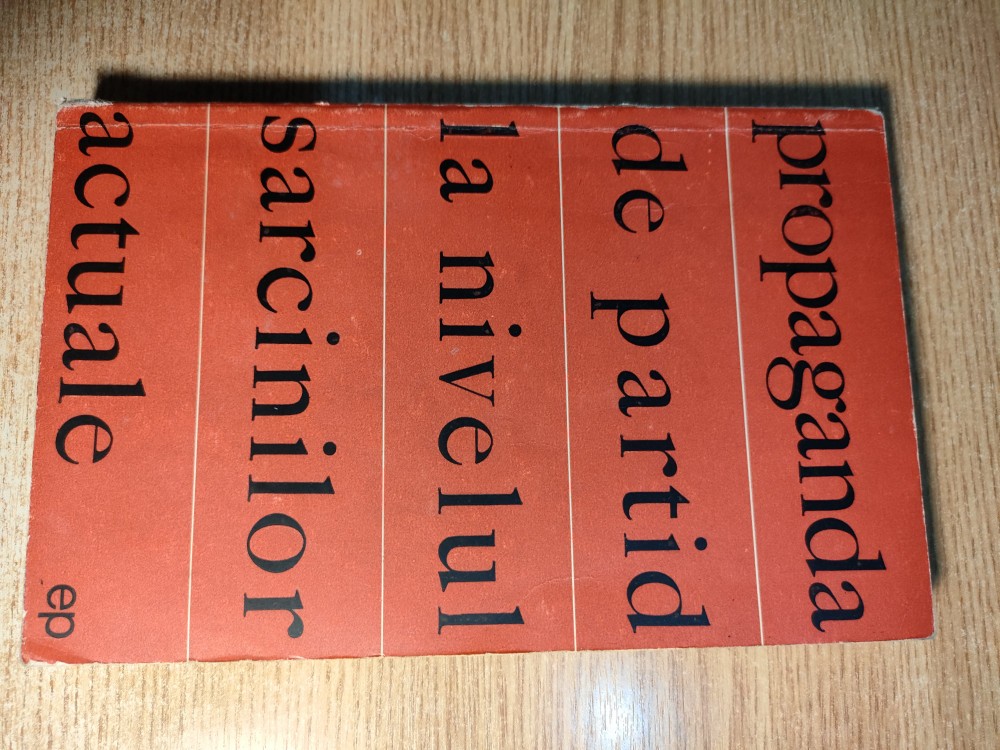 propaganda
de partid
la nivelul
sarcinilor
actuale
ep